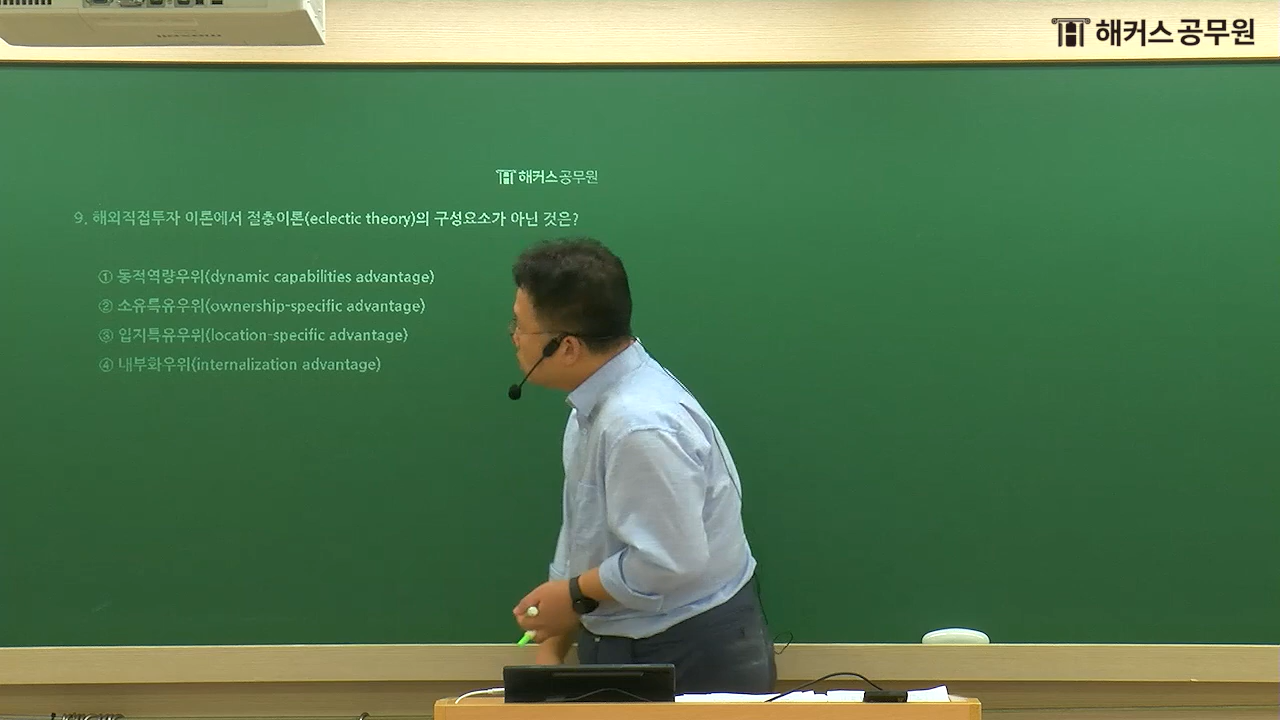 해커스공무원
해커스공무원
9. 해외직접투자 이론에서 절충이론(eclectic theory)의 구성요소가 아닌 것은?
① 동적역량우위(dynamic capabilities advantage)
② 소유특유우위(ownership-specific advantage)
③ 입지특유우위(location-specific advantage)
④ 내부화우위(internalization advantage)